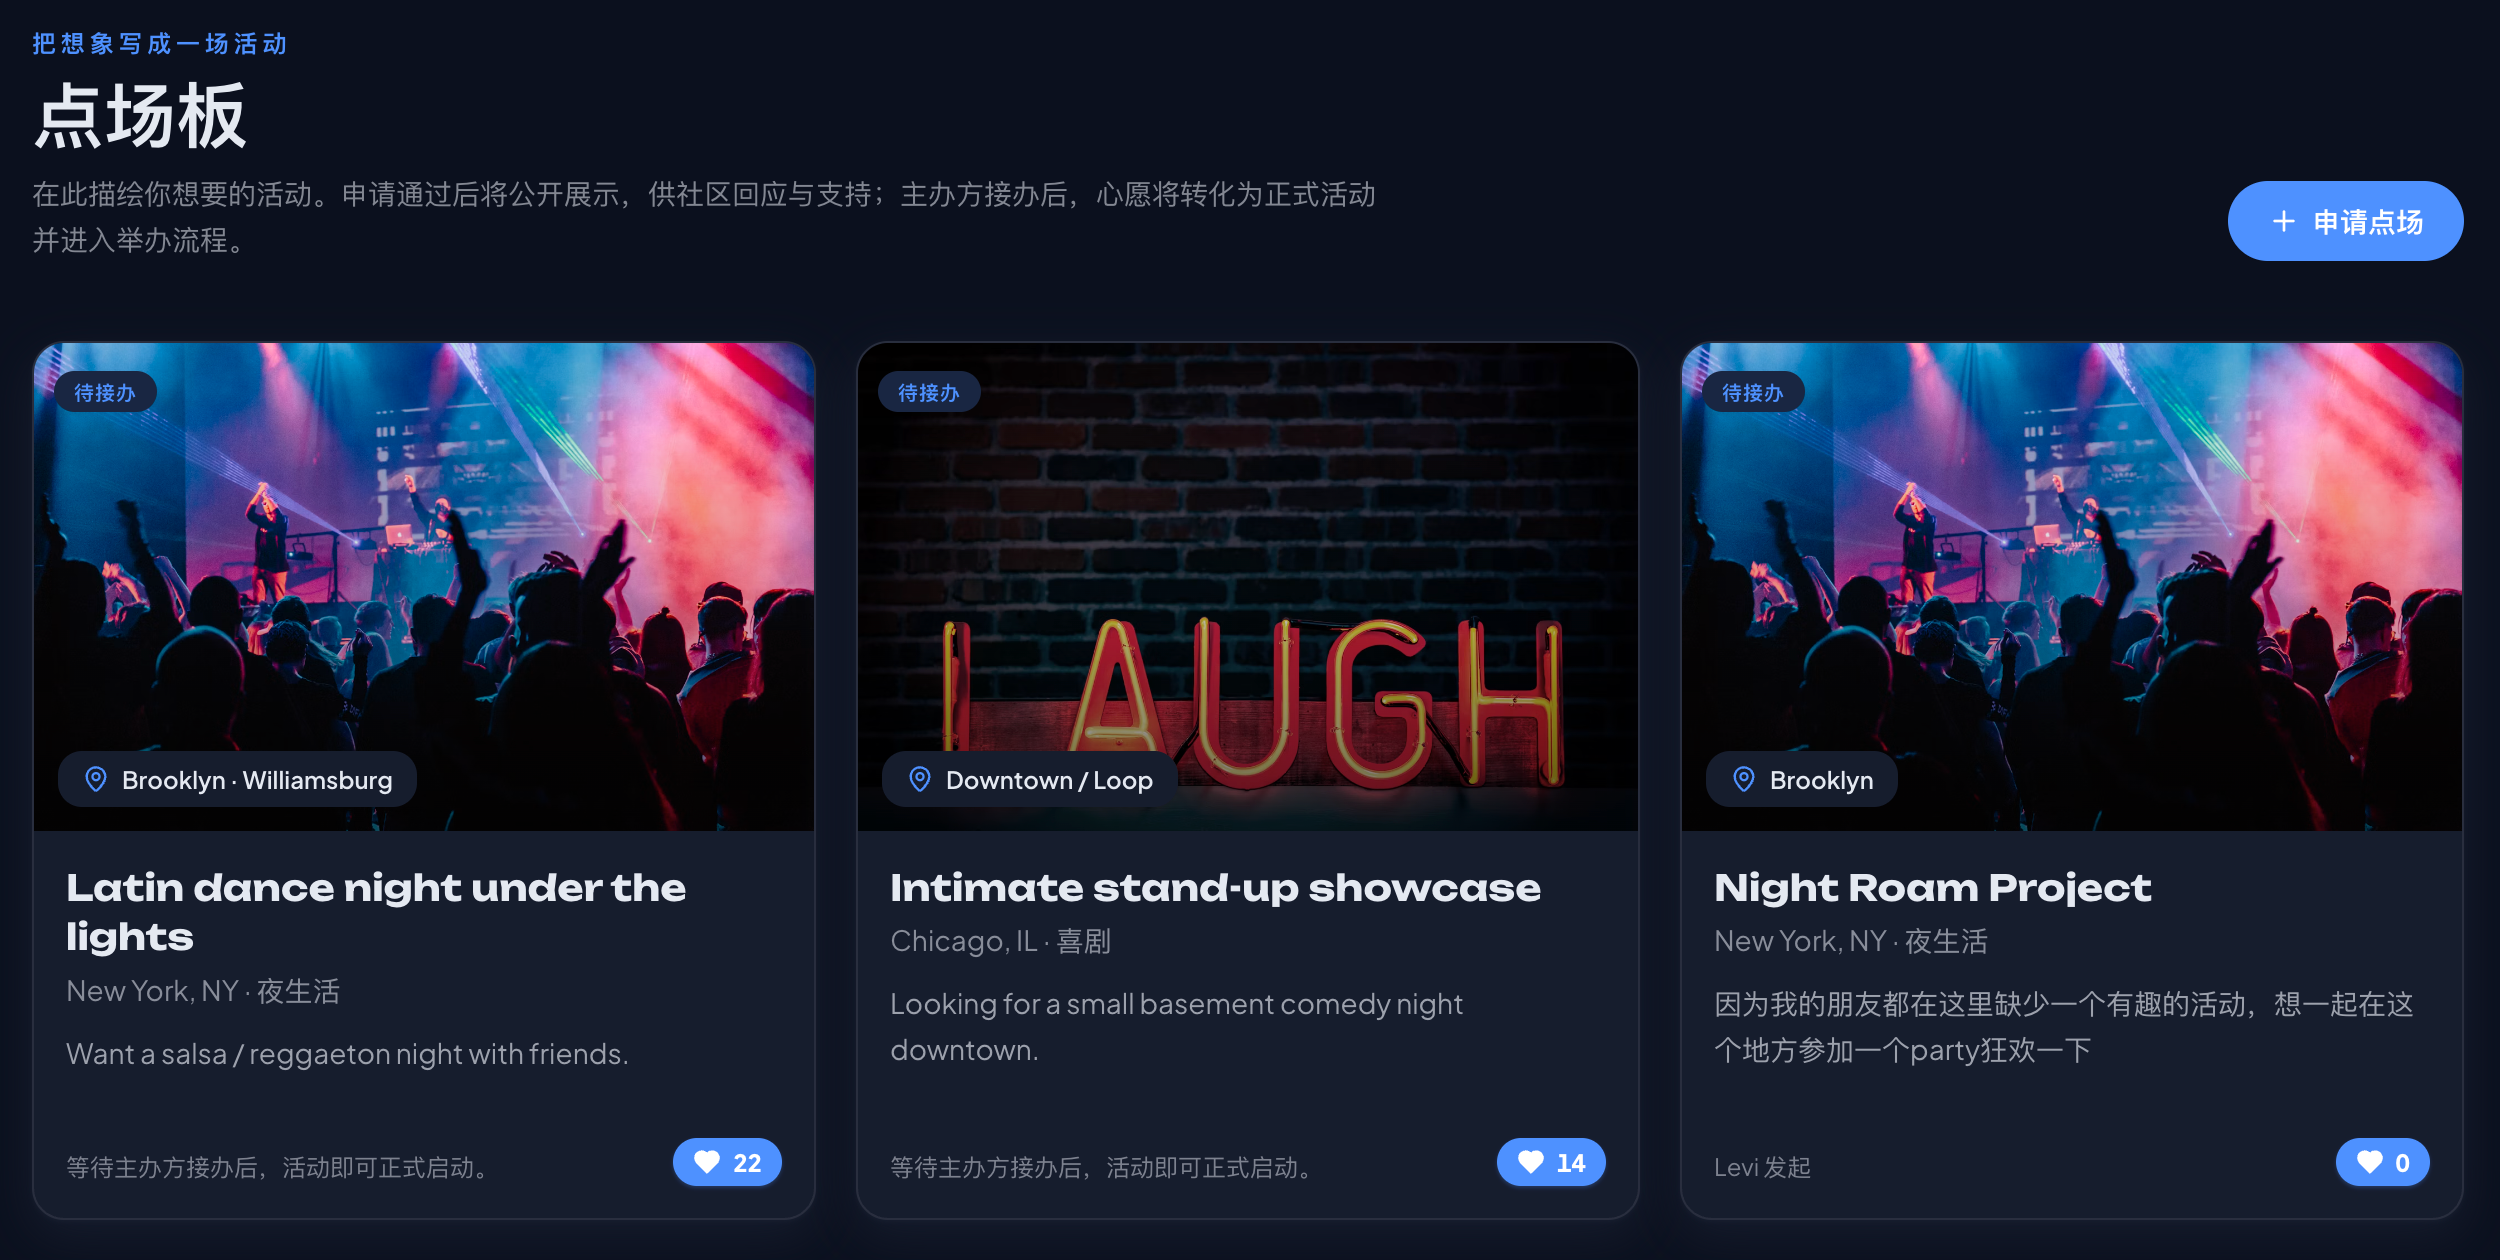 把想象写成一场活动
点场板
在此描绘你想要的活动。申请通过后将公开展示，供社区回应与支持；主办方接办后，心愿将转化为正式活动
并进入举办流程。
+ 申请点场
待接办
Brooklyn · Williamsburg
Latin dance night under the
lights
New York, NY · 夜生活
Want a salsa / reggaeton night with friends.
等待主办方接办后，活动即可正式启动。
22
待接办
LAUGH
Downtown / Loop
Intimate stand-up showcase
Chicago, IL · 喜剧
Looking for a small basement comedy night
downtown.
等待主办方接办后，活动即可正式启动。
14
待接办
Brooklyn
Night Roam Project
New York, NY · 夜生活
因为我的朋友都在这里缺少一个有趣的活动，想一起在这
个地方参加一个party狂欢一下
Levi 发起
0